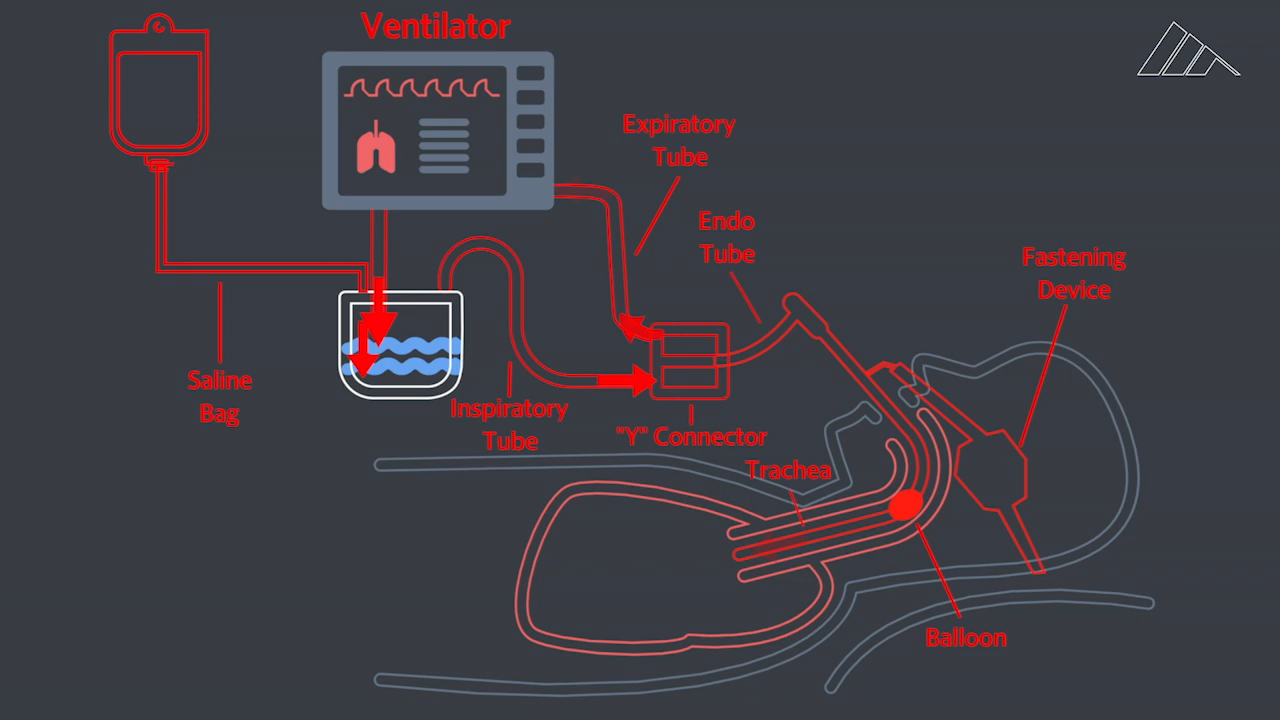 Ventilator
Expiratory
Tube
Endo
Tube
Fastening
Device
Saline
Bag
Inspiratory
Tube
"Y" Connector
Trachea
Balloon